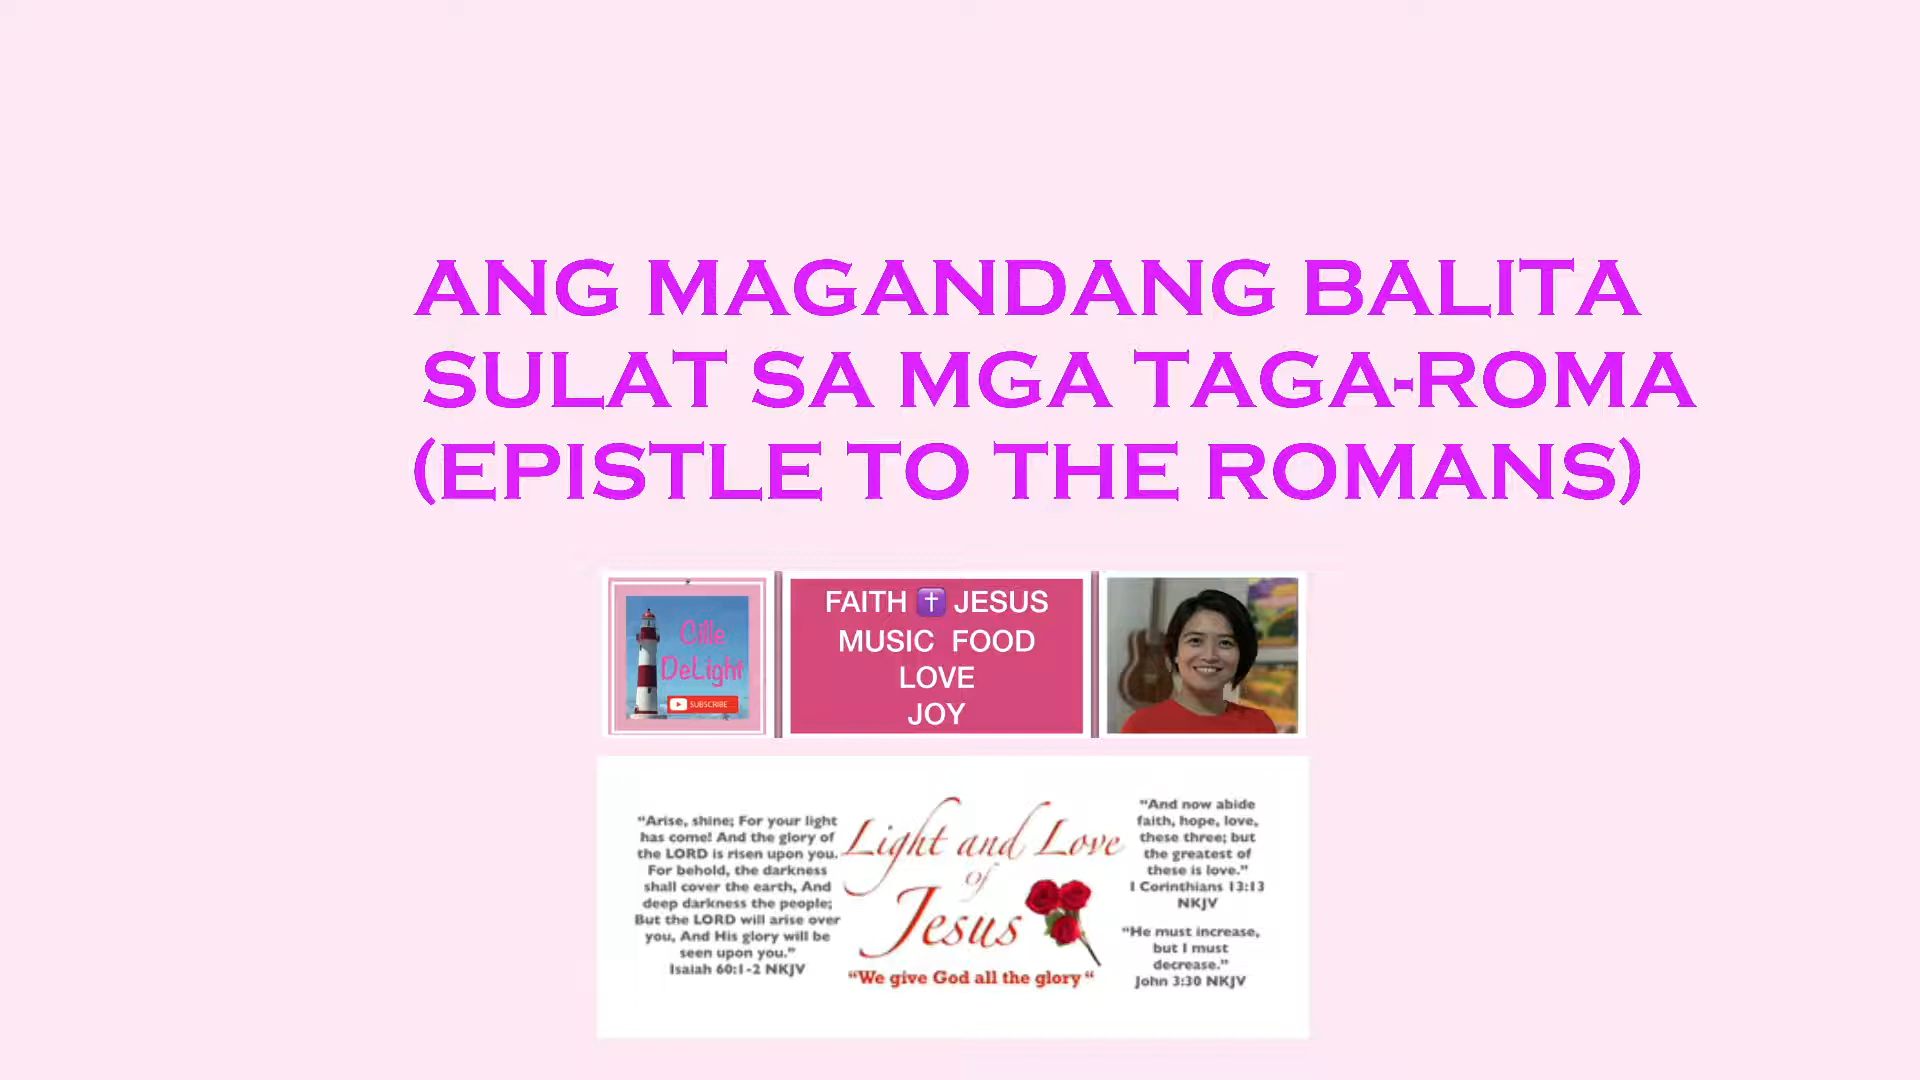 ANG MAGANDANG BALITA
SULAT SA MGA TAGA-ROMA
(EPISTLE TO THE ROMANS)
Cille
DeLight
SUBSCRIBE
FAITH ✝️ JESUS
MUSIC FOOD
LOVE
JOY
“Arise, shine; For your light
has come! And the glory of
the LORD is risen upon you.
For behold, the darkness
shall cover the earth, And
deep darkness the people;
But the LORD will arise over
you, And His glory will be
seen upon you.”
Isaiah 60:1-2 NKJV
Light and Love
of
Jesus
“We give God all the glory “
“And now abide
faith, hope, love,
these three; but
the greatest of
these is love.”
I Corinthians 13:13
NKJV
“He must increase,
but I must
decrease.”
John 3:30 NKJV